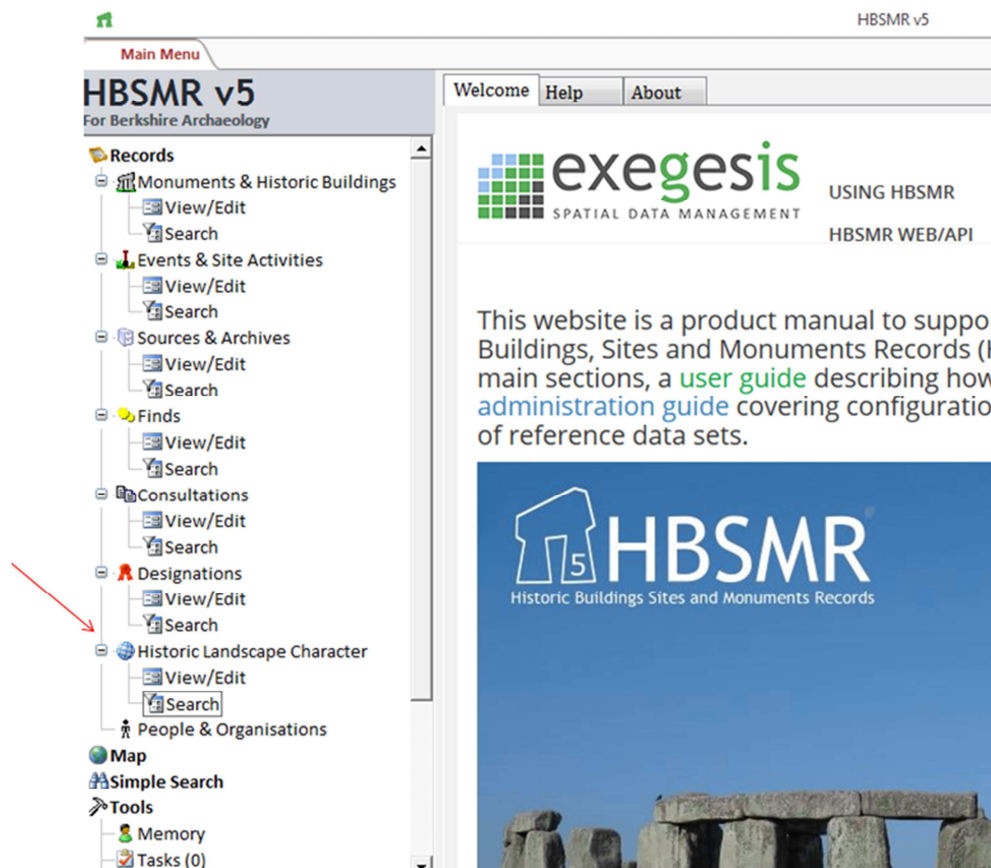 HBSMR v5
Main Menu
HBSMR v5
For Berkshire Archaeology
Records
Monuments & Historic Buildings
View/Edit
Search
Events & Site Activities
View/Edit
Search
Sources & Archives
View/Edit
Search
Finds
View/Edit
Search
Consultations
View/Edit
Search
Designations
View/Edit
Search
Historic Landscape Character
View/Edit
Search
People & Organisations
Map
Simple Search
Tools
Memory
Tasks (0)
Welcome Help About
exegesis
SPATIAL DATA MANAGEMENT
USING HBSMR
HBSMR WEB/API
This website is a product manual to suppo
Buildings, Sites and Monuments Records (
main sections, a user guide describing how
administration guide covering configuratio
of reference data sets.
5 HBSMR
Historic Buildings Sites and Monuments Records